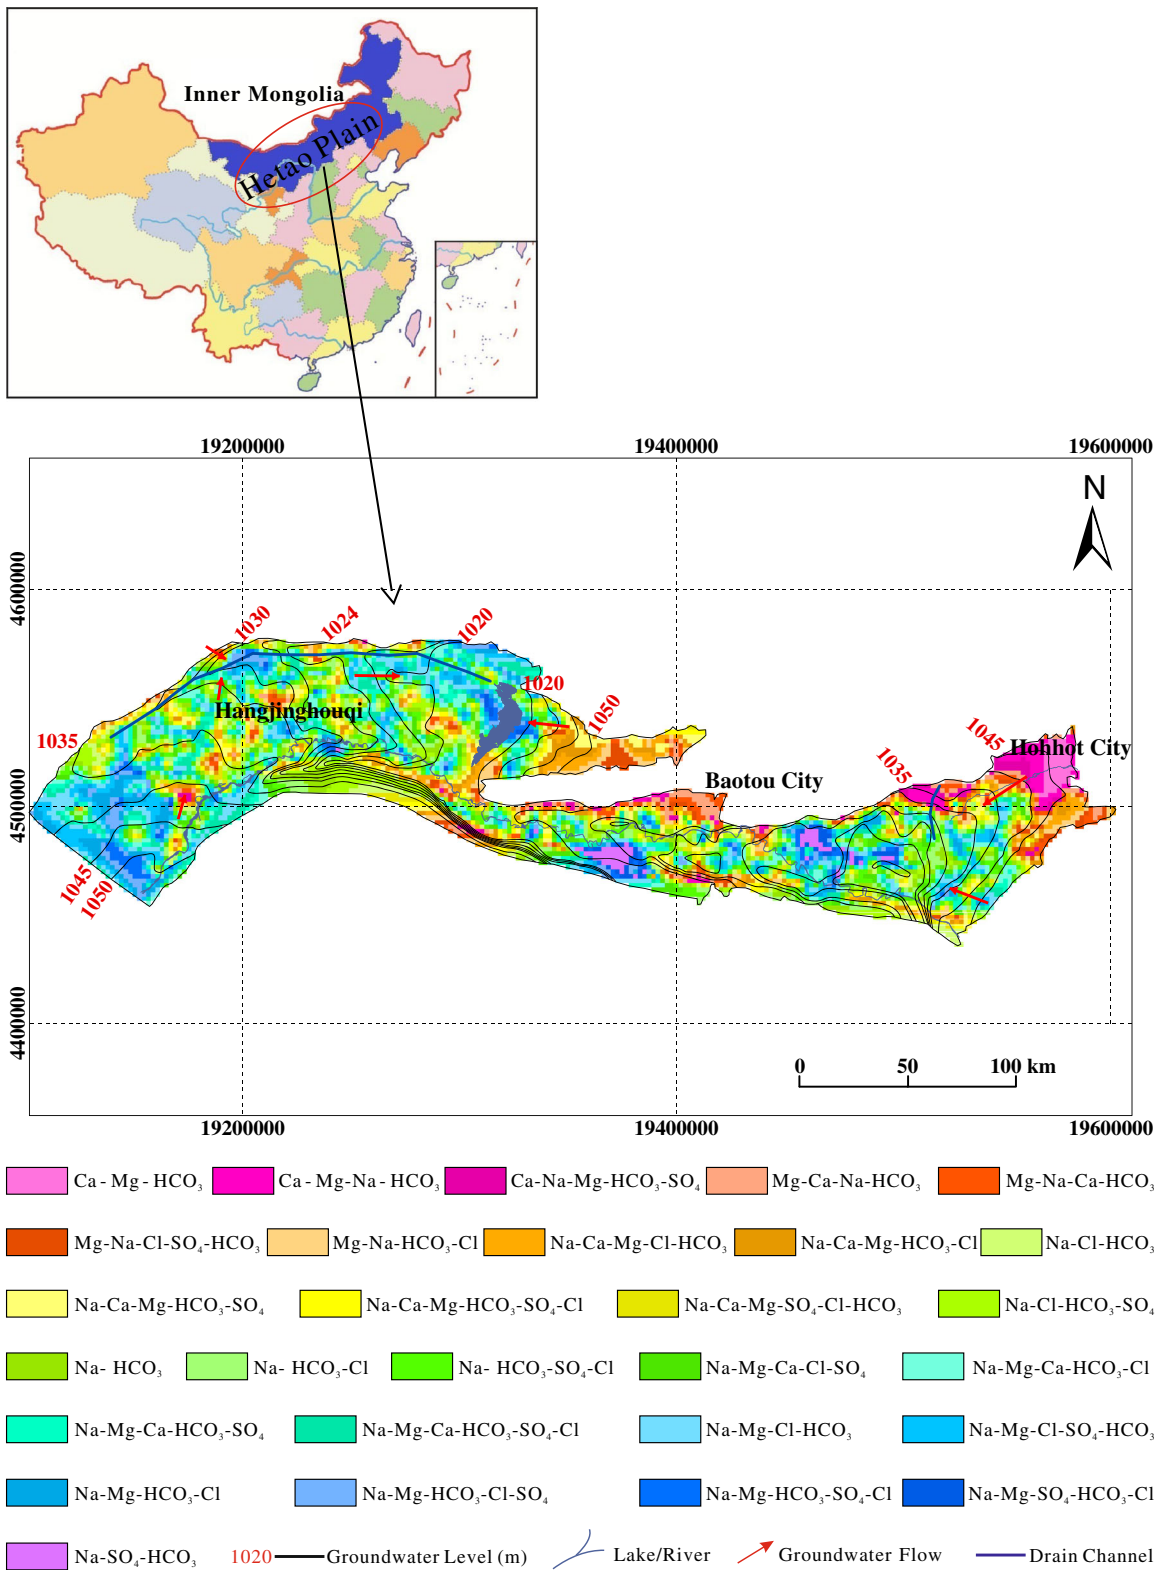 Inner Mongolia
Hetao Plain
19200000 19400000 19600000
N
4600000
4500000
4400000
1030
1024
1020
1020
1050
1035
Hangjinghouqi
1045
1050
Baotou City
1035
1045
Hohhot City
0 50 100 km
19200000 19400000 19600000
Ca-Mg-HCO₃ Ca-Mg-Na-HCO₃ Ca-Na-Mg-HCO₃-SO₄ Mg-Ca-Na-HCO₃ Mg-Na-Ca-HCO₃
Mg-Na-Cl-SO₄-HCO₃ Mg-Na-HCO₃-Cl Na-Ca-Mg-Cl-HCO₃ Na-Ca-Mg-HCO₃-Cl Na-Cl-HCO₃
Na-Ca-Mg-HCO₃-SO₄ Na-Ca-Mg-HCO₃-SO₄-Cl Na-Ca-Mg-SO₄-Cl-HCO₃ Na-Cl-HCO₃-SO₄
Na-HCO₃ Na-HCO₃-Cl Na-HCO₃-SO₄-Cl Na-Mg-Ca-Cl-SO₄ Na-Mg-Ca-HCO₃-Cl
Na-Mg-Ca-HCO₃-SO₄ Na-Mg-Ca-HCO₃-SO₄-Cl Na-Mg-Cl-HCO₃ Na-Mg-Cl-SO₄-HCO₃
Na-Mg-HCO₃-Cl Na-Mg-HCO₃-Cl-SO₄ Na-Mg-HCO₃-SO₄-Cl Na-Mg-SO₄-HCO₃-Cl
Na-SO₄-HCO₃ 1020 Groundwater Level (m) Lake/River Groundwater Flow Drain Channel